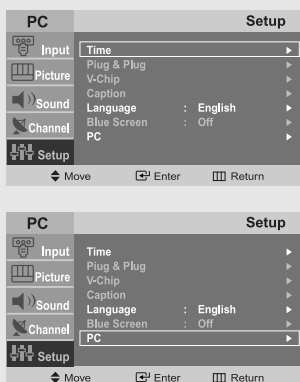 PC Setup
Input
Picture
Sound
Channel
Setup
Time
Piug & Plug
V-Chip
Caption
Language : English
Blue Screen : Off
PC
Move Enter Return
PC Setup
Input
Picture
Sound
Channel
Setup
Time
Piug & Plug
V-Chip
Caption
Language : English
Blue Screen : Off
PC
Move Enter Return